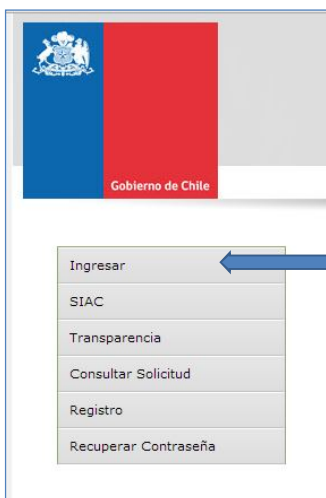 Gobierno de Chile
Ingresar
SIAC
Transparencia
Consultar Solicitud
Registro
Recuperar Contraseña